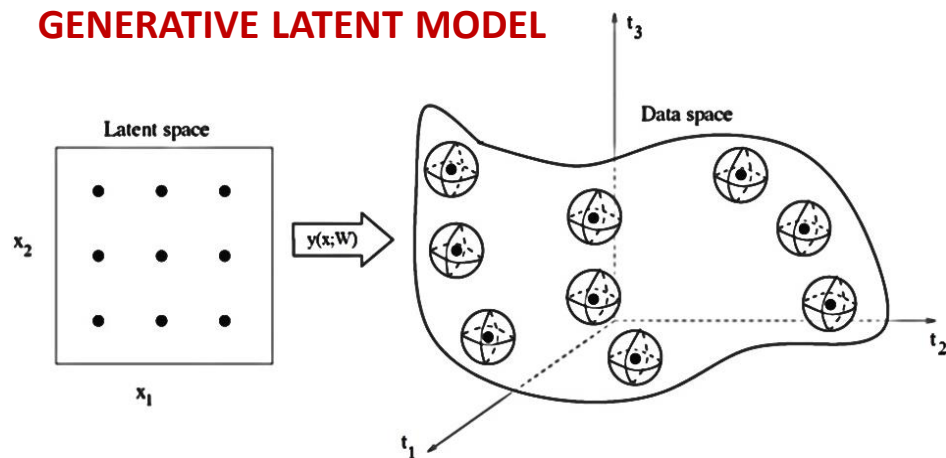 GENERATIVE LATENT MODEL
t3
Latent space
Data space
x2
y(x;W)
t2
x1
t1